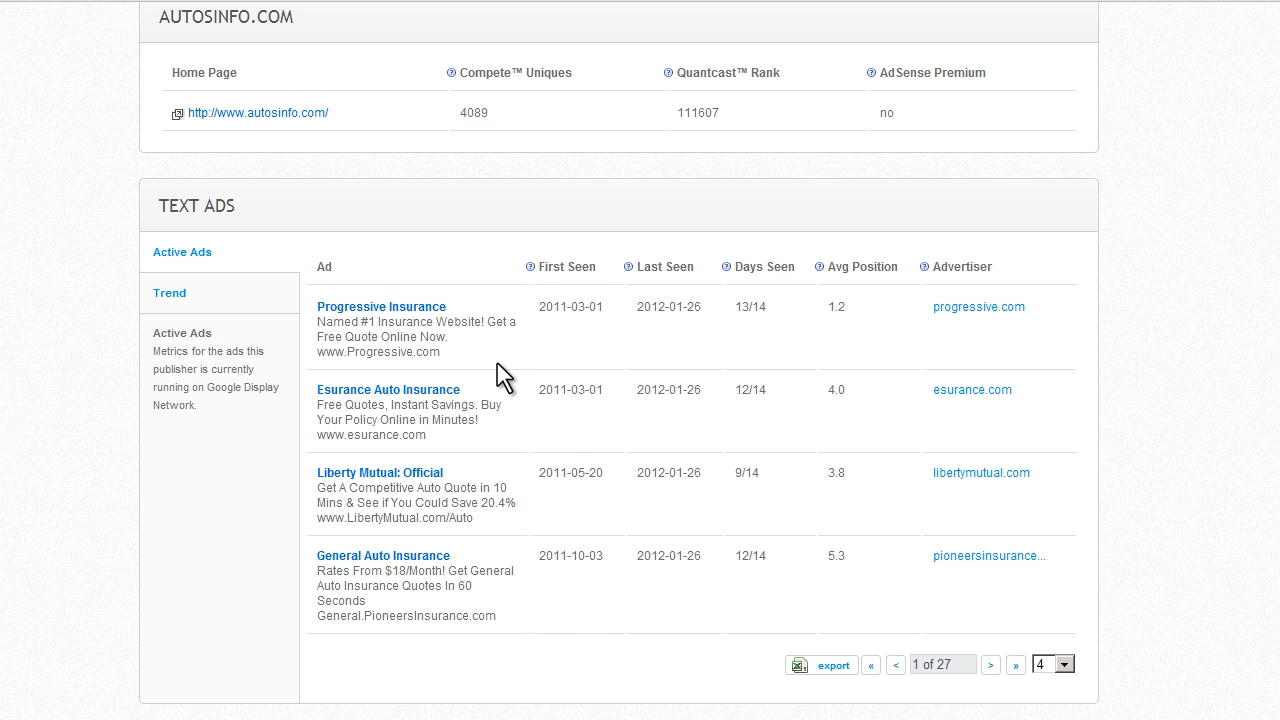 AUTOSINFO.COM
Home Page Compete™ Uniques Quantcast™ Rank AdSense Premium
http://www.autosinfo.com/ 4089 111607 no
TEXT ADS
Active Ads
Trend
Active Ads
Metrics for the ads this
publisher is currently
running on Google Display
Network.
Ad First Seen Last Seen Days Seen Avg Position Advertiser
Progressive Insurance 2011-03-01 2012-01-26 13/14 1.2 progressive.com
Named #1 Insurance Website! Get a
Free Quote Online Now.
www.Progressive.com
Esurance Auto Insurance 2011-03-01 2012-01-26 12/14 4.0 esurance.com
Free Quotes, Instant Savings. Buy
Your Policy Online in Minutes!
www.esurance.com
Liberty Mutual: Official 2011-05-20 2012-01-26 9/14 3.8 libertymutual.com
Get A Competitive Auto Quote in 10
Mins & See if You Could Save 20.4%
www.LibertyMutual.com/Auto
General Auto Insurance 2011-10-03 2012-01-26 12/14 5.3 pioneersinsurance...
Rates From $18/Month! Get General
Auto Insurance Quotes In 60
Seconds
General.PioneersInsurance.com
export « < 1 of 27 > » 4